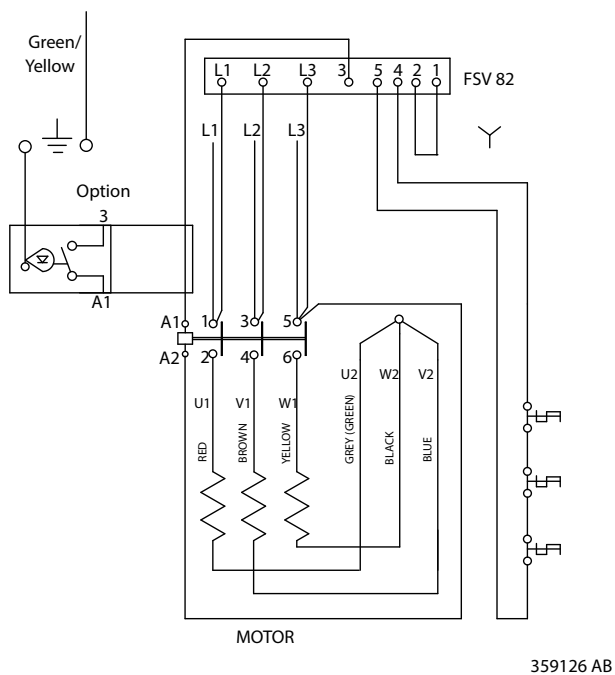 Green/
Yellow
L1 L2 L3 3 5 4 2 1
FSV 82
L1 L2 L3
Option
3
A1
A1 1 3 5
A2 2 4 6
U1 V1 W1 U2 W2 V2
RED
BROWN
YELLOW
GREY (GREEN)
BLACK
BLUE
MOTOR
359126 AB